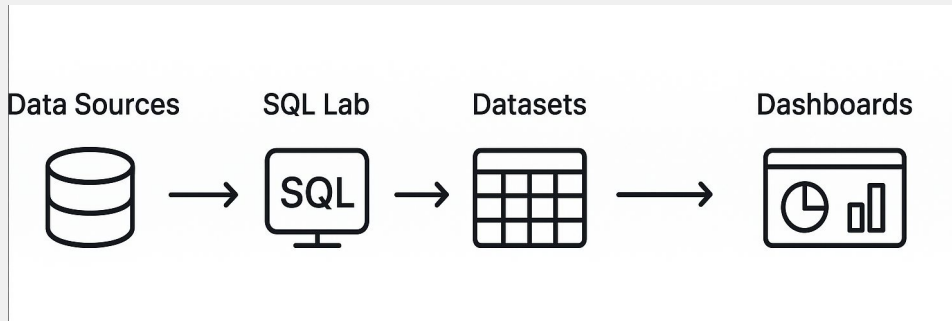 Data Sources
SQL Lab
Datasets
Dashboards
SQL